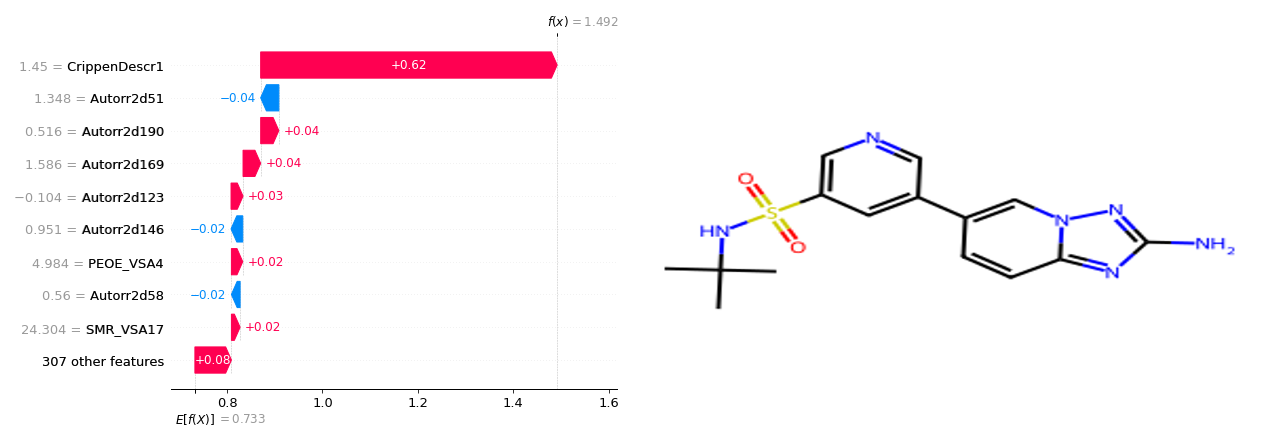 f(x) = 1.492
1.45 = CrippenDescr1
+0.62
1.348 = Autorr2d51
−0.04
0.516 = Autorr2d190
+0.04
1.586 = Autorr2d169
+0.04
−0.104 = Autorr2d123
+0.03
0.951 = Autorr2d146
−0.02
4.984 = PEOE_VSA4
+0.02
0.56 = Autorr2d58
−0.02
24.304 = SMR_VSA17
+0.02
307 other features
+0.08
0.8 1.0 1.2 1.4 1.6
E[f(X)] = 0.733
N
O
S
O
HN
N
N
N
NH₂